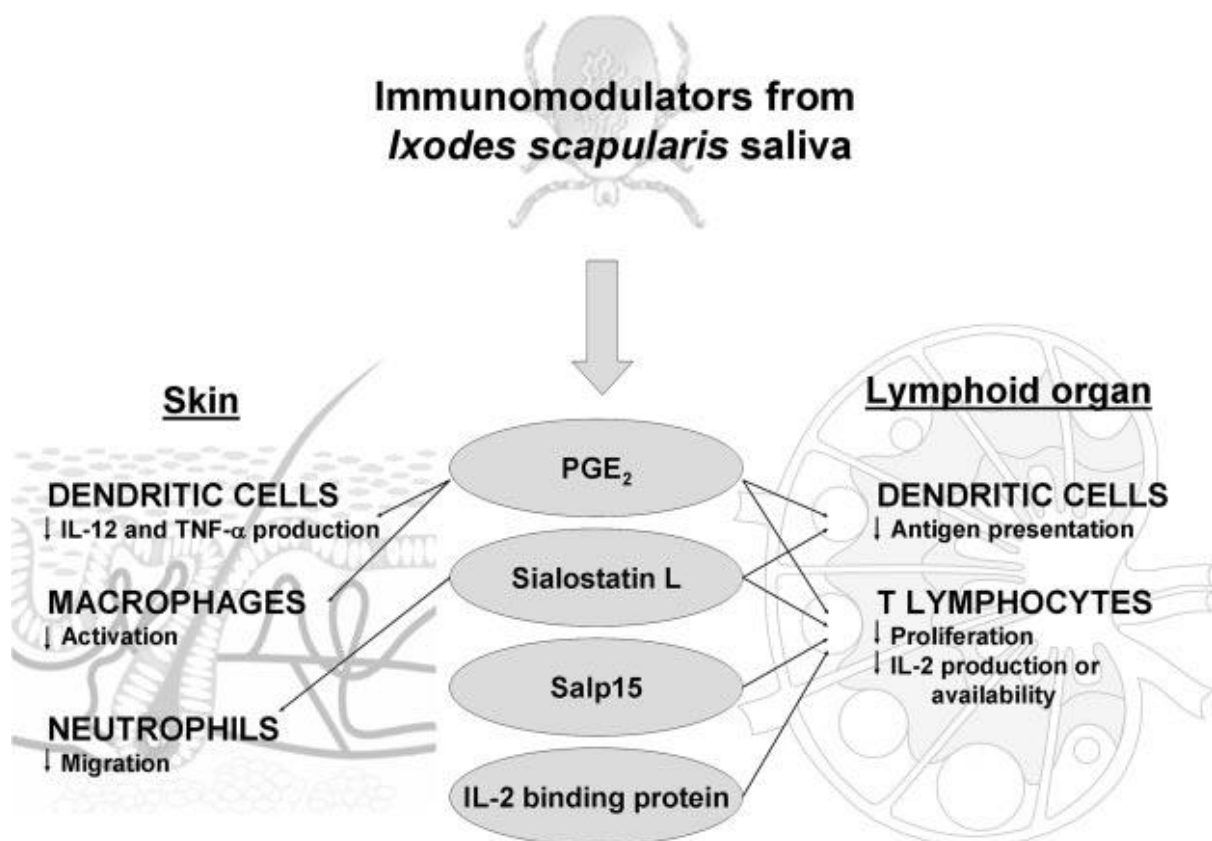 Immunomodulators from
Ixodes scapularis saliva
Skin
DENDRITIC CELLS
↓ IL-12 and TNF-α production
MACROPHAGES
↓ Activation
NEUTROPHILS
↓ Migration
PGE₂
Sialostatin L
Salp15
IL-2 binding protein
Lymphoid organ
DENDRITIC CELLS
↓ Antigen presentation
T LYMPHOCYTES
↓ Proliferation
↓ IL-2 production or
availability